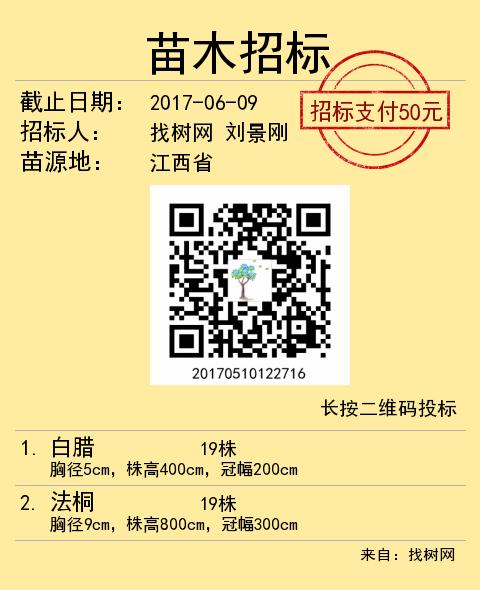 苗木招标
截止日期： 2017-06-09
招标人： 找树网 刘景刚
苗源地： 江西省
招标支付50元
20170510122716
长按二维码投标
1. 白腊 19株
胸径5cm，株高400cm，冠幅200cm
2. 法桐 19株
胸径9cm，株高800cm，冠幅300cm
来自：找树网